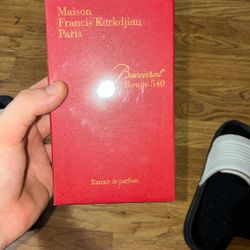 Maison
Francis Kurkdjian
Paris
Baccarat
Rouge 540
Extrait de parfum